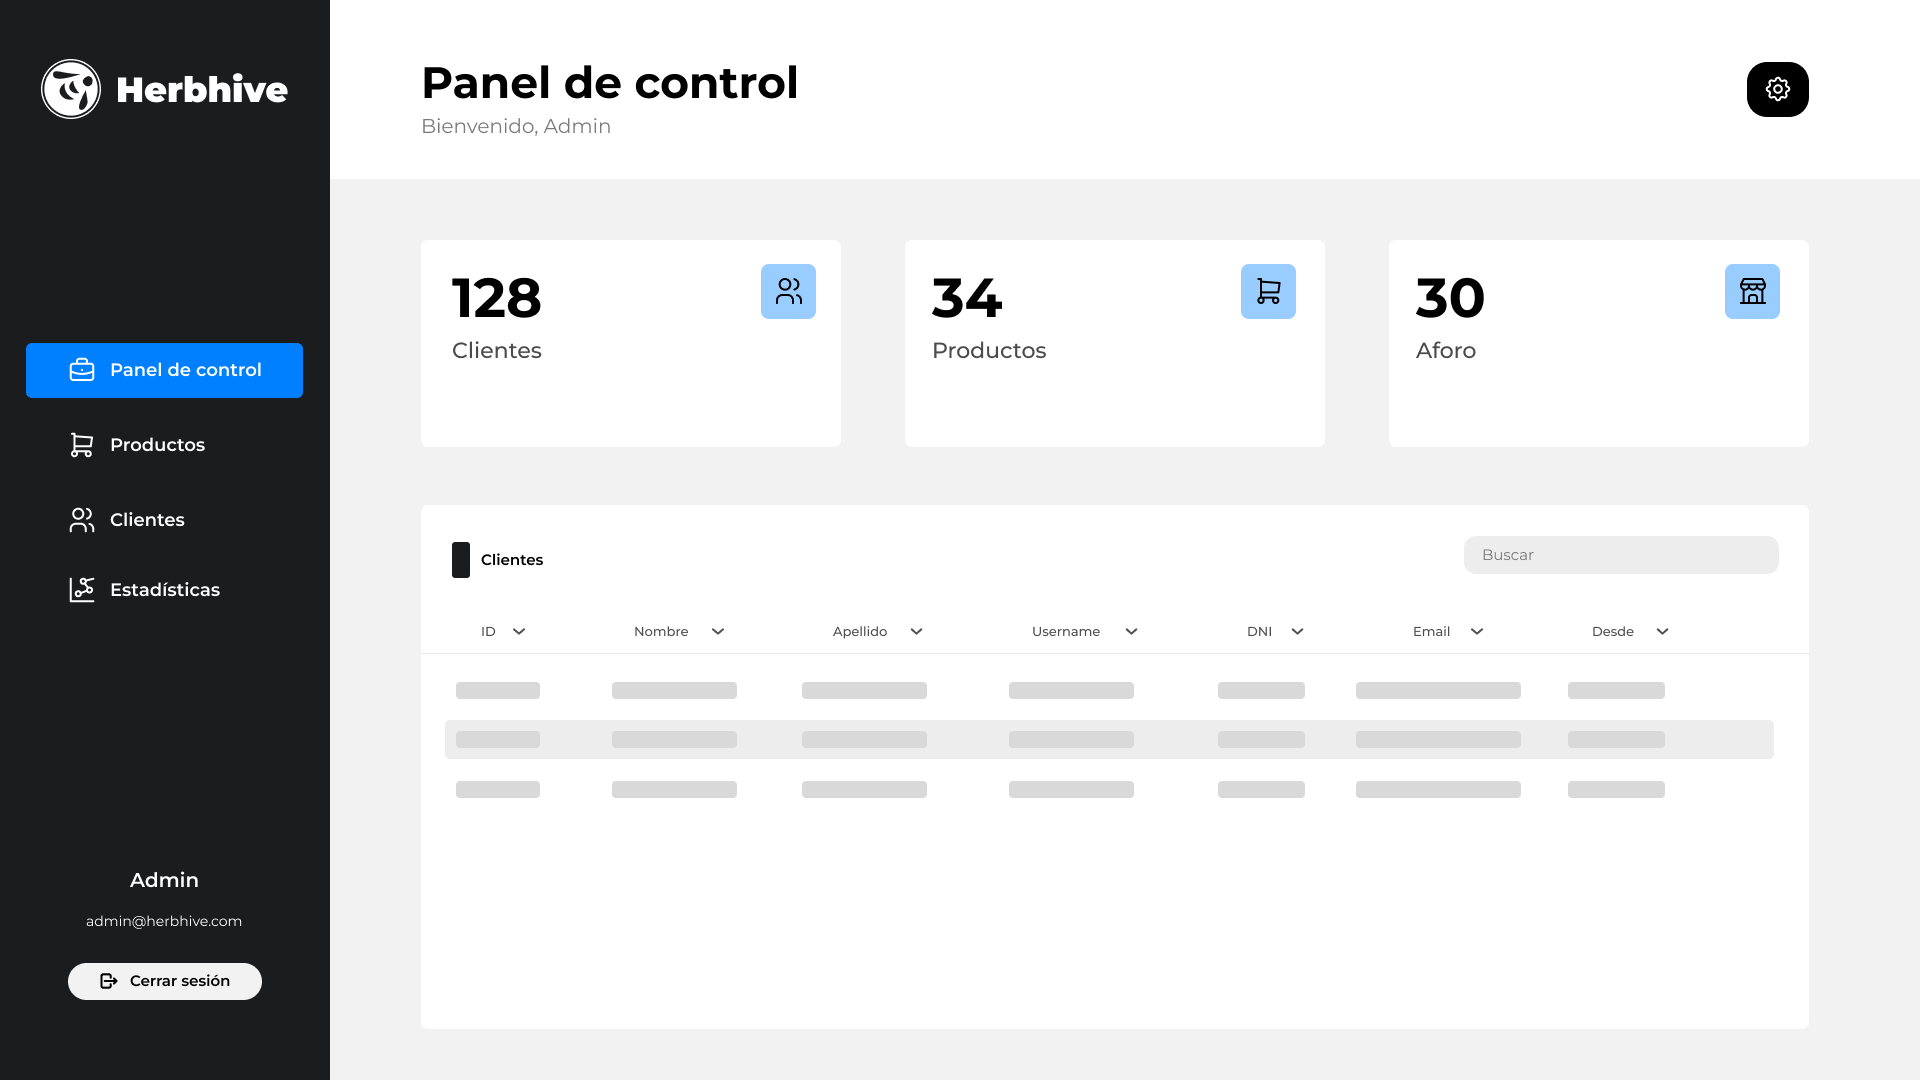 Herbhive
Panel de control
Productos
Clientes
Estadísticas
Admin
admin@herbhive.com
Cerrar sesión
Panel de control
Bienvenido, Admin
128
Clientes
34
Productos
30
Aforo
Clientes
Buscar
ID Nombre Apellido Username DNI Email Desde